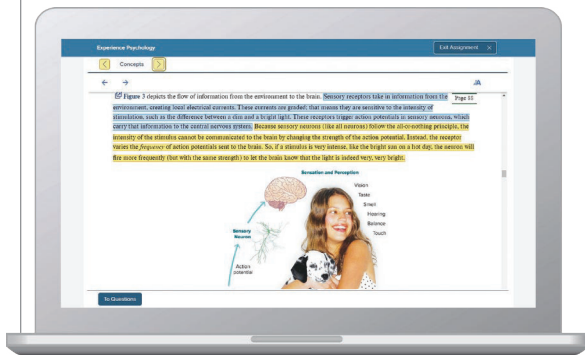 Experience Psychology
Exit Assignment ×
Concepts
Figure 3 depicts the flow of information from the environment to the brain. Sensory receptors take in information from the
Page 55
environment, creating local electrical currents. These currents are graded; that means they are sensitive to the intensity of
stimulation, such as the difference between a dim and a bright light. These receptors trigger action potentials in sensory neurons, which
carry that information to the central nervous system. Because sensory neurons (like all neurons) follow the all-or-nothing principle, the
intensity of the stimulus cannot be communicated to the brain by changing the strength of the action potential. Instead, the receptor
varies the frequency of action potentials sent to the brain. So, if a stimulus is very intense, like the bright sun on a hot day, the neuron will
fire more frequently (but with the same strength) to let the brain know that the light is indeed very, very bright.
Sensation and Perception
Vision
Taste
Smell
Hearing
Balance
Touch
Sensory
Neuron
Action
potential
To Questions